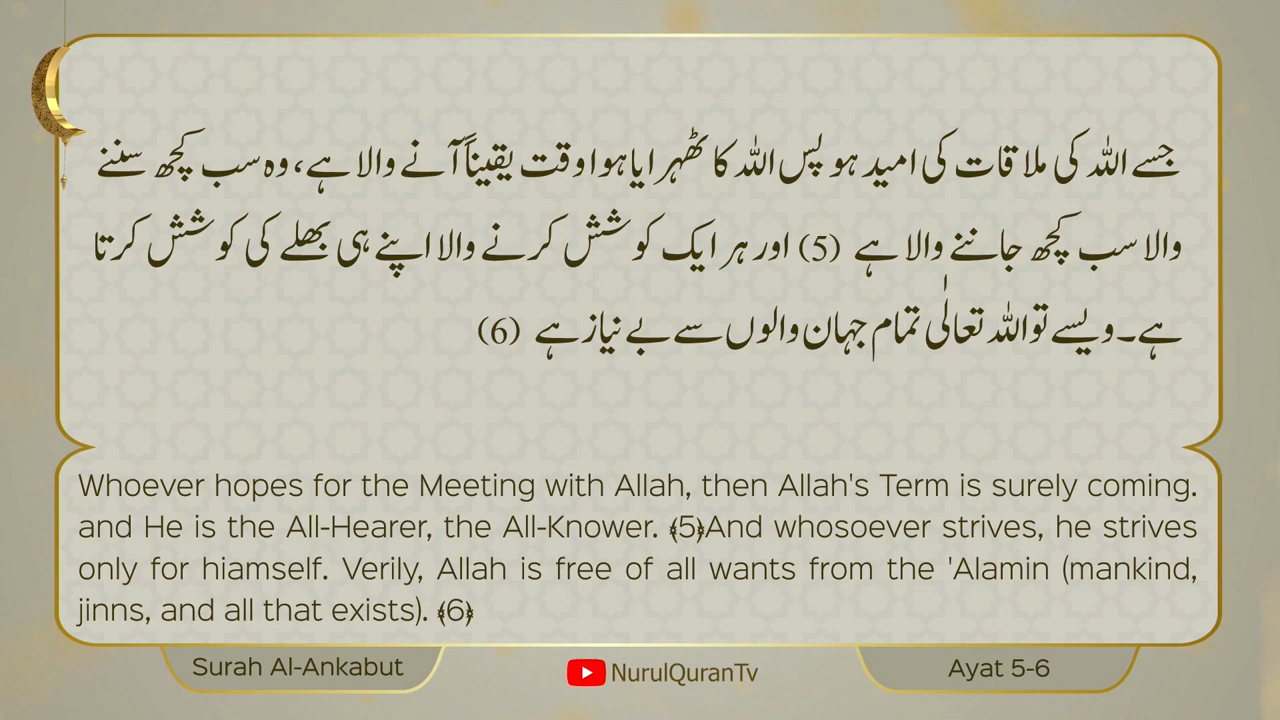 جسے اللہ کی ملاقات کی امید ہو پس اللہ کا ٹھہرایا ہوا وقت یقیناً آنے والا ہے، وہ سب کچھ سننے
والا سب کچھ جاننے والا ہے (5) اور ہر ایک کوشش کرنے والا اپنے ہی بھلے کی کوشش کرتا
ہے۔ ویسے تو اللہ تعالٰی تمام جہان والوں سے بے نیاز ہے (6)
Whoever hopes for the Meeting with Allah, then Allah's Term is surely coming.
and He is the All-Hearer, the All-Knower. ﴾5﴿And whosoever strives, he strives
only for hiamself. Verily, Allah is free of all wants from the 'Alamin (mankind,
jinns, and all that exists). ﴾6﴿
Surah Al-Ankabut
NurulQuranTv
Ayat 5-6